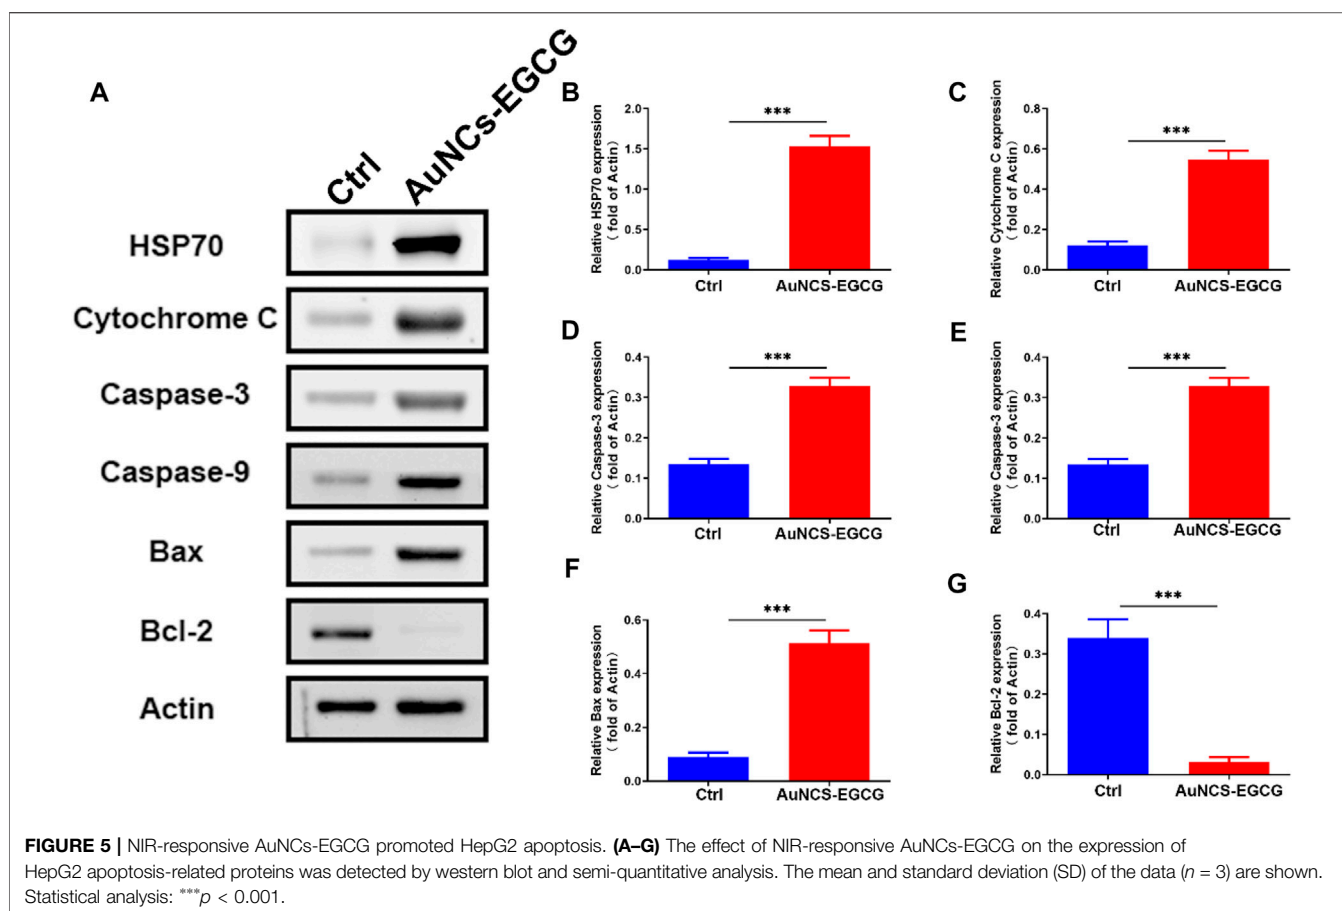 A
Ctrl
AuNCs-EGCG
HSP70
Cytochrome C
Caspase-3
Caspase-9
Bax
Bcl-2
Actin
B
Relative HSP70 expression
( fold of Actin)
2.0
1.5
1.0
0.5
0.0
***
Ctrl
AuNCS-EGCG
C
Relative Cytochrome C expression
( fold of Actin)
0.8
0.6
0.4
0.2
0.0
***
Ctrl
AuNCS-EGCG
D
Relative Caspase-3 expression
( fold of Actin)
0.4
0.3
0.2
0.1
0.0
***
Ctrl
AuNCS-EGCG
E
Relative Caspase-3 expression
( fold of Actin)
0.4
0.3
0.2
0.1
0.0
***
Ctrl
AuNCS-EGCG
F
Relative Bax expression
( fold of Actin)
0.6
0.4
0.2
0.0
***
Ctrl
AuNCS-EGCG
G
Relative Bcl-2 expression
( fold of Actin)
0.4
0.3
0.2
0.1
0.0
***
Ctrl
AuNCS-EGCG
FIGURE 5 | NIR-responsive AuNCs-EGCG promoted HepG2 apoptosis. (A–G) The effect of NIR-responsive AuNCs-EGCG on the expression of
HepG2 apoptosis-related proteins was detected by western blot and semi-quantitative analysis. The mean and standard deviation (SD) of the data (n = 3) are shown.
Statistical analysis: ***p < 0.001.